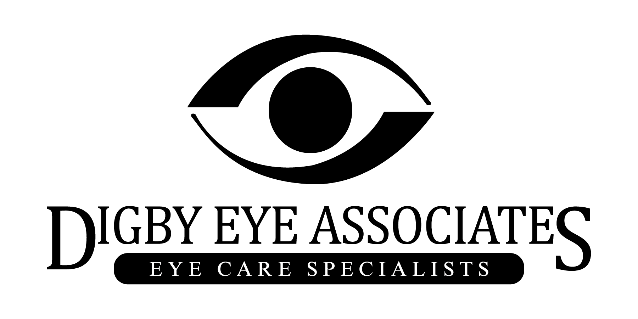 DIGBY EYE ASSOCIATES
EYE CARE SPECIALISTS